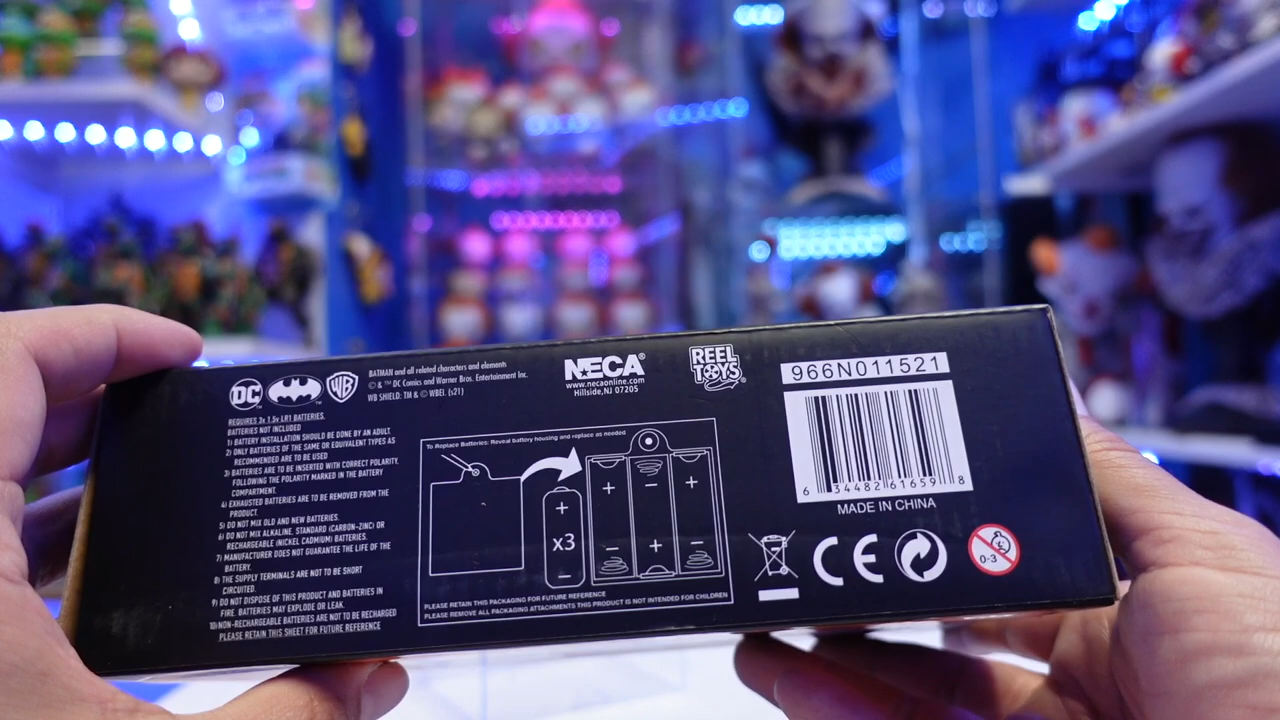 DC
WB
BATMAN and all related characters and elements
© & ™ DC Comics and Warner Bros. Entertainment Inc.
WB SHIELD: TM & © WBEI. (s21)
REQUIRES 3x 1.5v LR1 BATTERIES.
BATTERIES NOT INCLUDED
1) BATTERY INSTALLATION SHOULD BE DONE BY AN ADULT.
2) ONLY BATTERIES OF THE SAME OR EQUIVALENT TYPES AS
RECOMMENDED ARE TO BE USED
3) BATTERIES ARE TO BE INSERTED WITH CORRECT POLARITY,
FOLLOWING THE POLARITY MARKED IN THE BATTERY
COMPARTMENT.
4) EXHAUSTED BATTERIES ARE TO BE REMOVED FROM THE
PRODUCT.
5) DO NOT MIX OLD AND NEW BATTERIES.
6) DO NOT MIX ALKALINE, STANDARD (CARBON-ZINC) OR
RECHARGEABLE (NICKEL CADMIUM) BATTERIES.
7) MANUFACTURER DOES NOT GUARANTEE THE LIFE OF THE
BATTERY.
8) THE SUPPLY TERMINALS ARE NOT TO BE SHORT
CIRCUITED.
9) DO NOT DISPOSE OF THIS PRODUCT AND BATTERIES IN
FIRE. BATTERIES MAY EXPLODE OR LEAK.
10) NON-RECHARGEABLE BATTERIES ARE NOT TO BE RECHARGED
PLEASE RETAIN THIS SHEET FOR FUTURE REFERENCE
NECA®
www.necaonline.com
Hillside, NJ 07205
REEL
TOYS®
To Replace Batteries: Reveal battery housing and replace as needed
+
x3
−
+ − +
− + −
PLEASE RETAIN THIS PACKAGING FOR FUTURE REFERENCE
PLEASE REMOVE ALL PACKAGING ATTACHMENTS THIS PRODUCT IS NOT INTENDED FOR CHILDREN
966N011521
6 34482 61659 8
MADE IN CHINA
CE
0-3